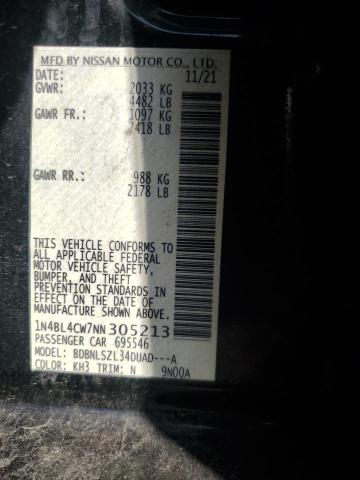 MFD BY NISSAN MOTOR CO., LTD.
DATE: 11/21
GVWR: 2033 KG
4482 LB
GAWR FR.: 1097 KG
2418 LB
GAWR RR.: 988 KG
2178 LB
THIS VEHICLE CONFORMS TO
ALL APPLICABLE FEDERAL
MOTOR VEHICLE SAFETY,
BUMPER, AND THEFT
PREVENTION STANDARDS IN
EFFECT ON THE DATE OF
MANUFACTURE SHOWN ABOVE.
1N4BL4CW7NN305213
PASSENGER CAR 695546
MODEL: BDBNLSZL34DUAD---A
COLOR: KH3 TRIM: N 9N00A